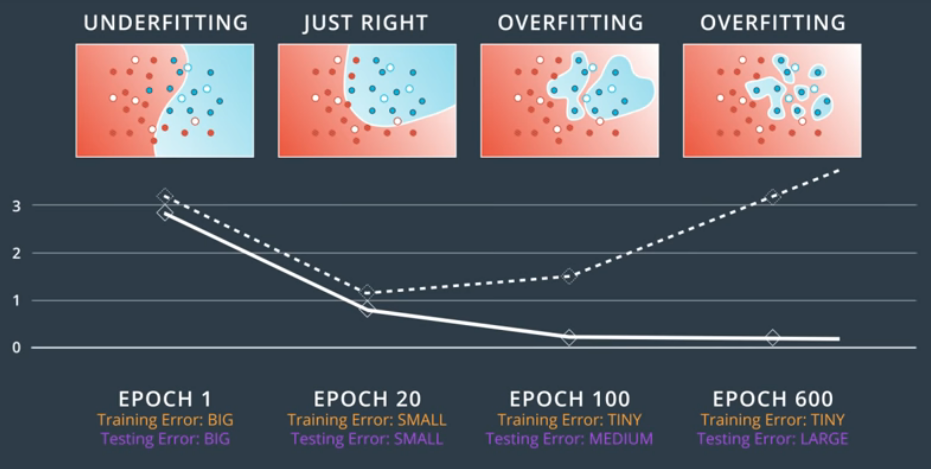 UNDERFITTING
JUST RIGHT
OVERFITTING
OVERFITTING
3
2
1
0
EPOCH 1
Training Error: BIG
Testing Error: BIG
EPOCH 20
Training Error: SMALL
Testing Error: SMALL
EPOCH 100
Training Error: TINY
Testing Error: MEDIUM
EPOCH 600
Training Error: TINY
Testing Error: LARGE